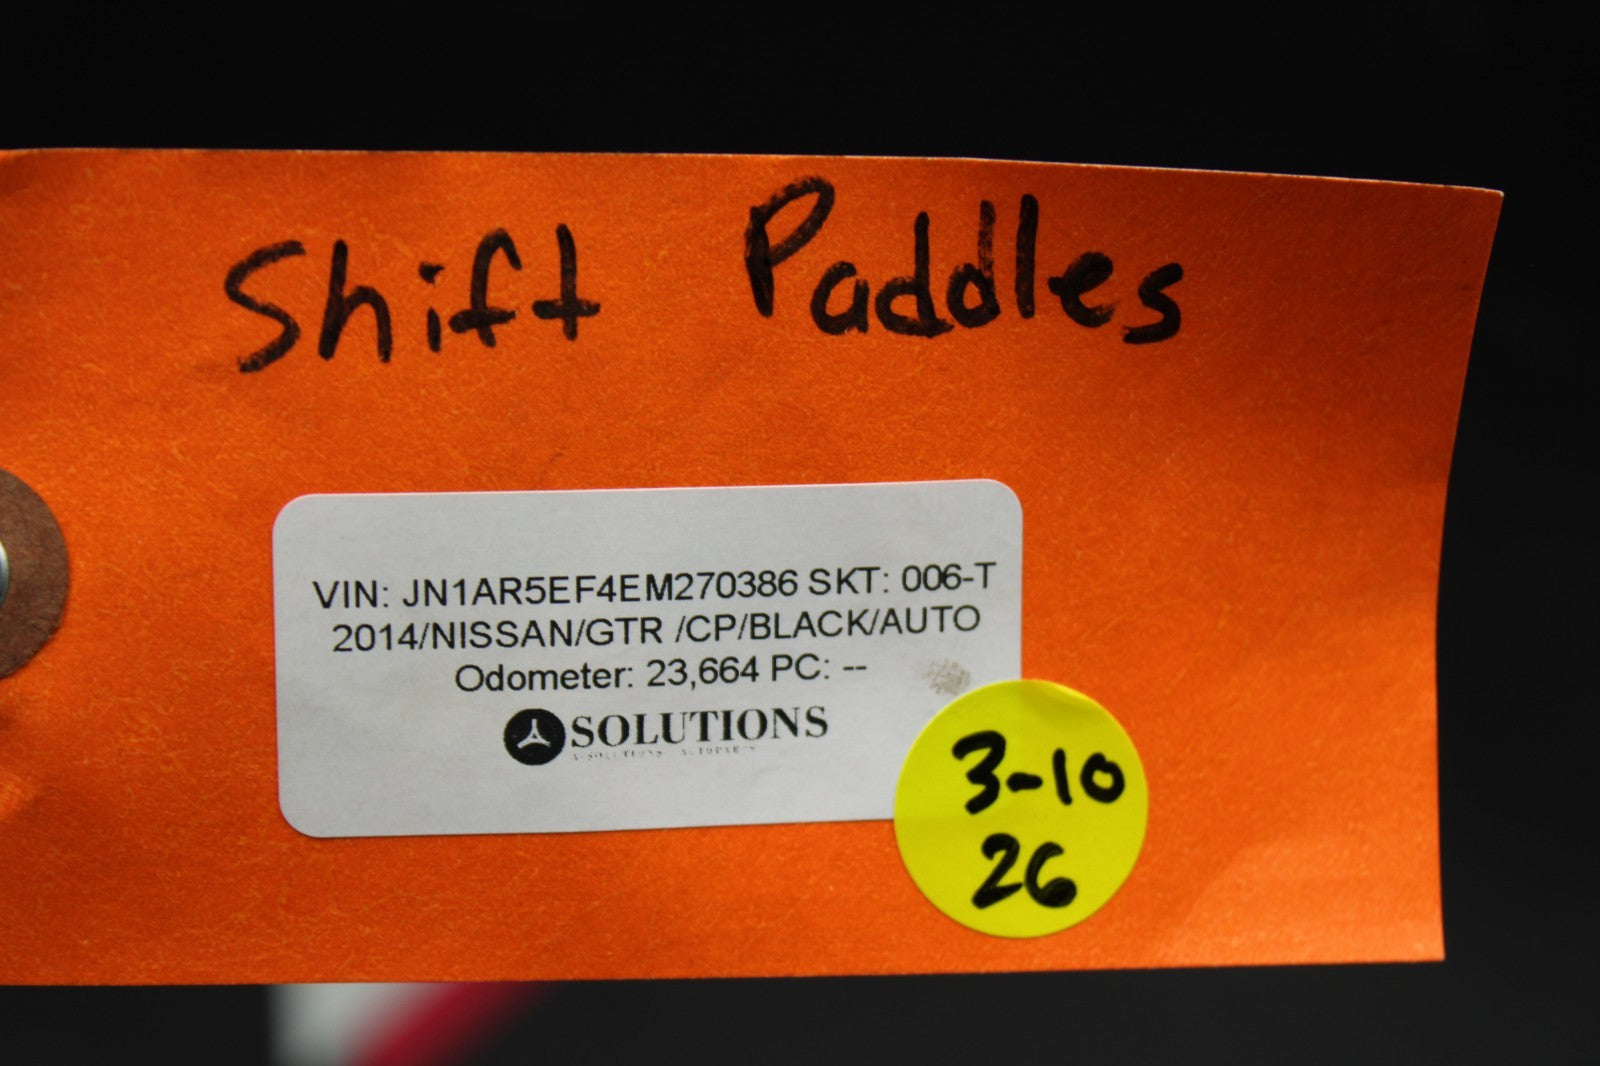 Shift Paddles
VIN: JN1AR5EF4EM270386 SKT: 006-T
2014/NISSAN/GTR /CP/BLACK/AUTO
Odometer: 23,664 PC: --
SOLUTIONS
3-10
26